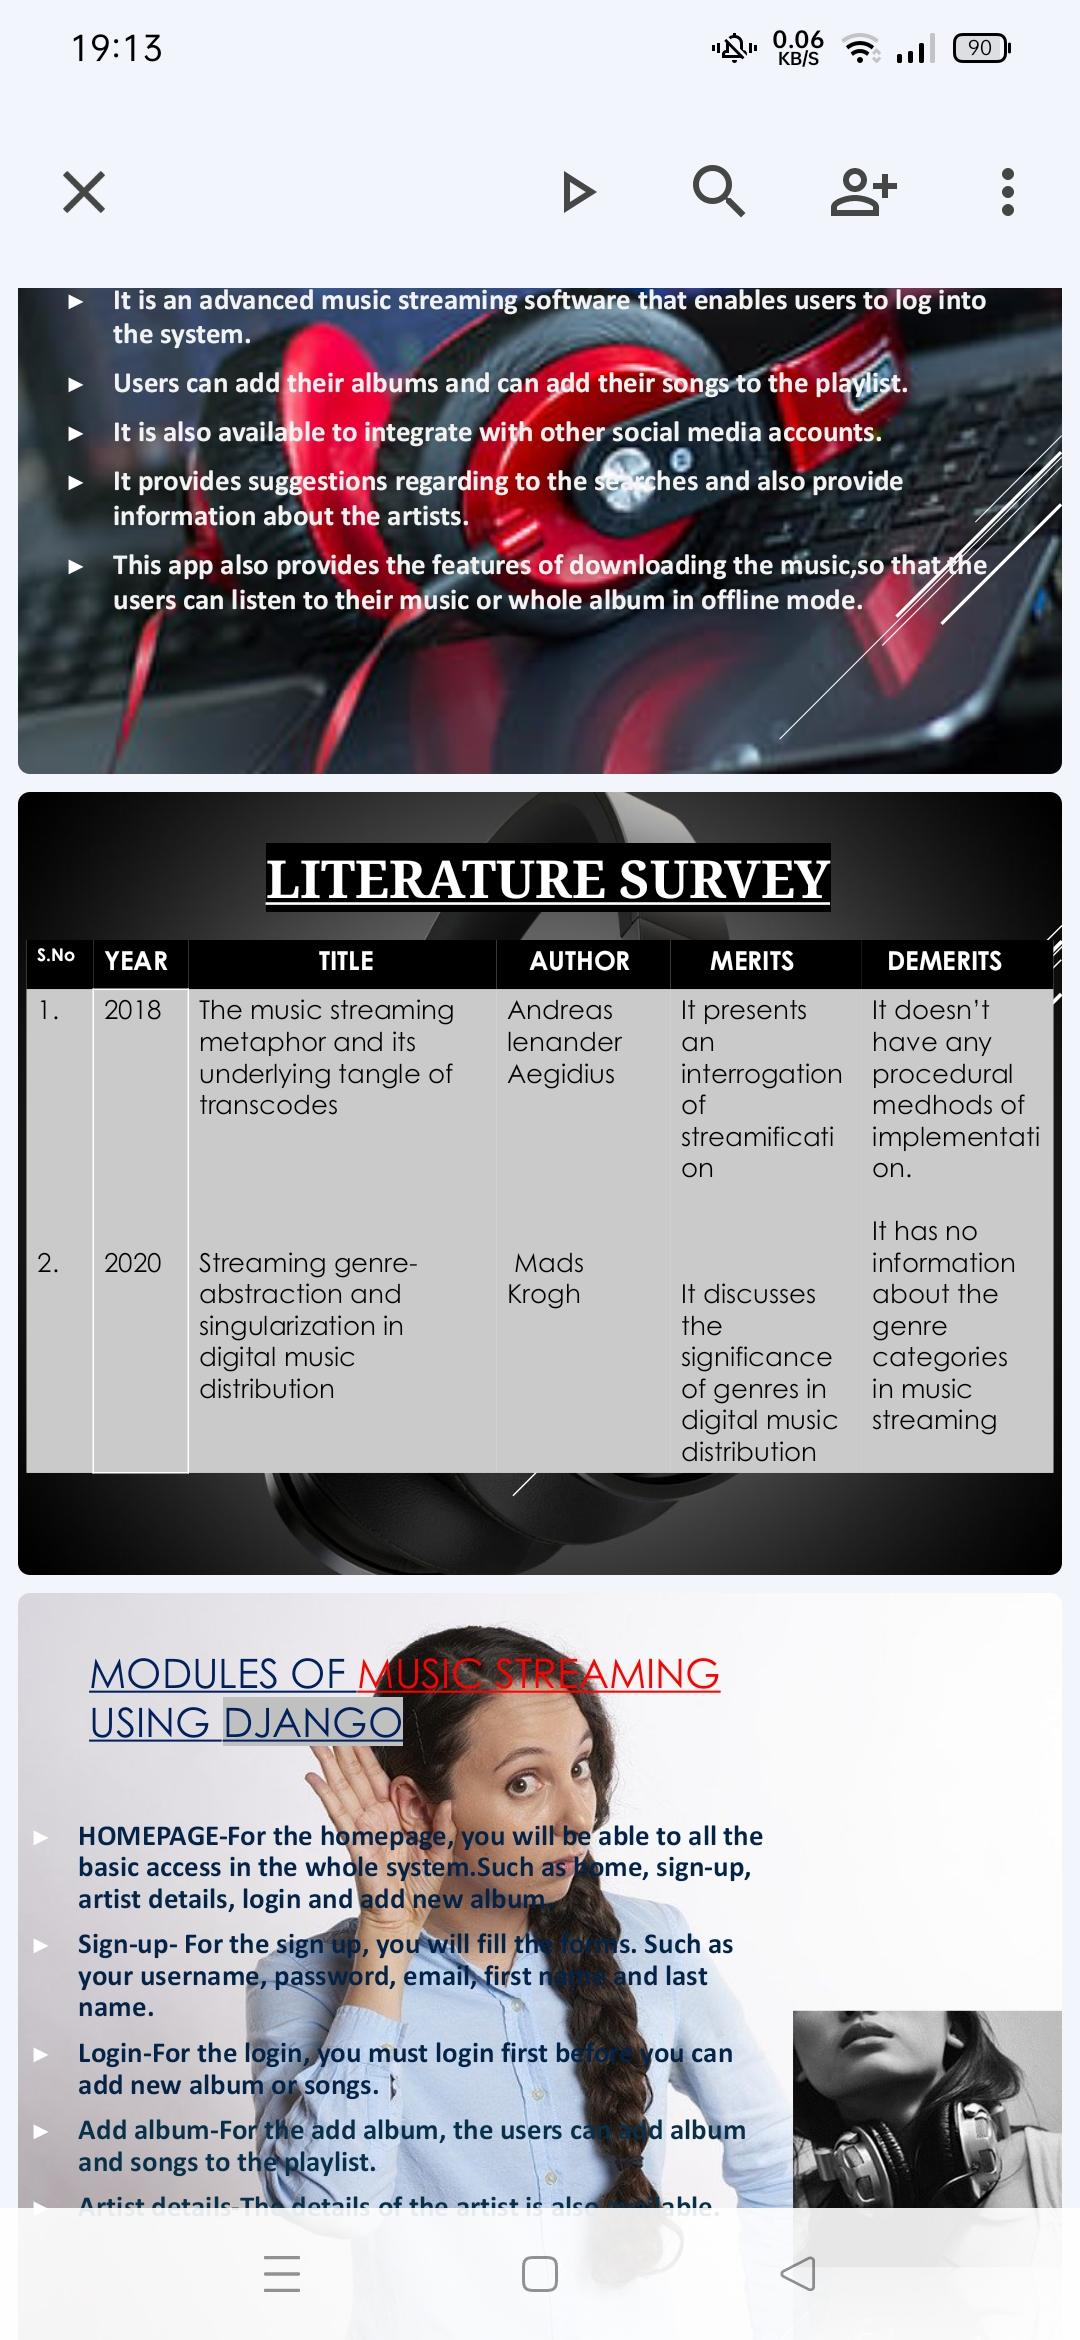 19:13
0.06
KB/S
90
► It is an advanced music streaming software that enables users to log into
the system.
► Users can add their albums and can add their songs to the playlist.
► It is also available to integrate with other social media accounts.
► It provides suggestions regarding to the searches and also provide
information about the artists.
► This app also provides the features of downloading the music,so that the
users can listen to their music or whole album in offline mode.
LITERATURE SURVEY
S.No YEAR TITLE AUTHOR MERITS DEMERITS
1. 2018 The music streaming Andreas It presents It doesn’t
metaphor and its lenander an have any
underlying tangle of Aegidius interrogation procedural
transcodes of medhods of
streamificati implementati
on on.
It has no
2. 2020 Streaming genre- Mads information
abstraction and Krogh It discusses about the
singularization in the genre
digital music significance categories
distribution of genres in in music
digital music streaming
distribution
MODULES OF MUSIC STREAMING
USING DJANGO
► HOMEPAGE-For the homepage, you will be able to all the
basic access in the whole system.Such as home, sign-up,
artist details, login and add new album.
► Sign-up- For the sign up, you will fill the forms. Such as
your username, password, email, first name and last
name.
► Login-For the login, you must login first before you can
add new album or songs.
► Add album-For the add album, the users can add album
and songs to the playlist.
► Artist details-The details of the artist is also available.